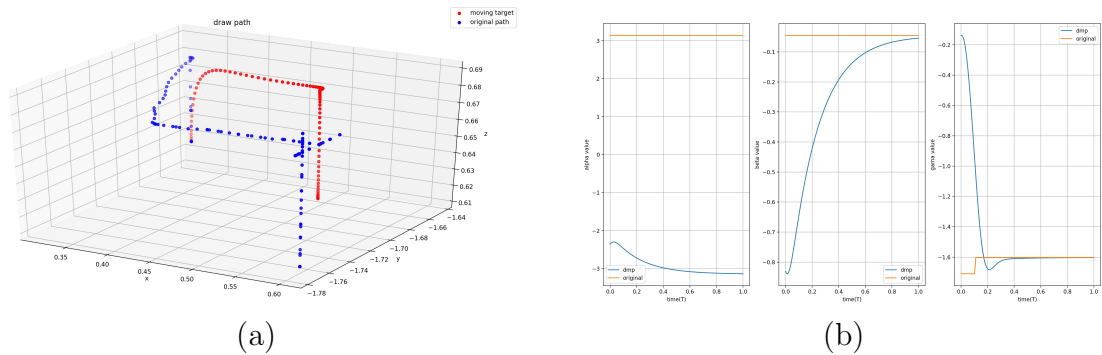 draw path
moving target
original path
0.69
0.68
0.67
0.66
0.65
0.64
0.63
0.62
0.61
z
−1.64
−1.66
−1.68
−1.70
−1.72
−1.74
−1.76
−1.78
y
0.35
0.40
0.45
0.50
0.55
0.60
x
(a)
3
2
1
0
−1
−2
−3
alpha value
dmp
original
0.0 0.2 0.4 0.6 0.8 1.0
time(T)
−0.1
−0.2
−0.3
−0.4
−0.5
−0.6
−0.7
−0.8
beta value
dmp
original
0.0 0.2 0.4 0.6 0.8 1.0
time(T)
−0.2
−0.4
−0.6
−0.8
−1.0
−1.2
−1.4
−1.6
gama value
dmp
original
0.0 0.2 0.4 0.6 0.8 1.0
time(T)
(b)